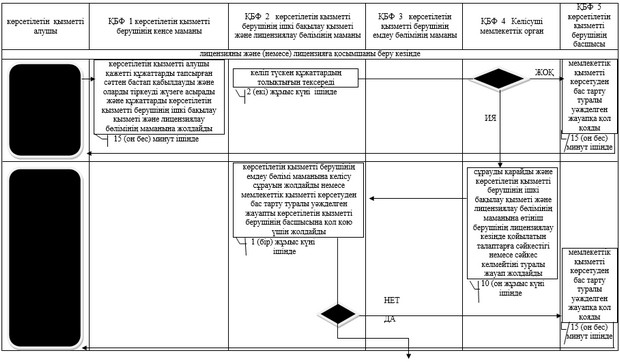 көрсетілетін қызметті
алушы
ҚБФ 1 көрсетілетін қызметті
берушінің кеңсе маманы
ҚБФ 2 көрсетілетін қызметті
берушінің ішкі бақылау қызметі
және лицензиялау бөлімінің маманы
ҚБФ 3 көрсетілетін
қызметті берушінің
емдеу бөлімінің маманы
ҚБФ 4 Келісуші
мемлекеттік орган
ҚБФ 5
көрсетілетін
қызметті
берушінің
басшысы
лицензияны және (немесе) лицензияға қосымшаны беру кезінде
көрсетілетін қызметті алушы
қажетті құжаттарды тапсырған
сәттен бастап қабылдауды және
оларды тіркеуді жүзеге асырады
және құжаттарды көрсетілетін
қызметті берушінің ішкі бақылау
қызметі және лицензиялау
бөлімінің маманына жолдайды
15 (он бес) минут ішінде
келіп түскен құжаттардың
толықтығын тексереді
2 (екі) жұмыс күні ішінде
ЖОҚ
ИЯ
мемлекеттік
қызметті
көрсетуден
бас тарту
туралы
уәжделген
жауапқа қол
қояды
15 (он бес)
минут ішінде
көрсетілетін қызметті берушінің
емдеу бөлімі маманына келісу
сұрауын жолдайды немесе
мемлекеттік қызметті көрсетуден
бас тарту туралы уәжделген
жауапты көрсетілетін қызметті
берушінің басшысына қол қою
үшін жолдайды
1 (бір) жұмыс күні
ішінде
сұрауды қарайды және
көрсетілетін қызметті
берушінің ішкі
бақылау қызметі және
лицензиялау бөлімінің
маманына өтініш
берушінің лицензиялау
кезінде қойылатын
талаптарға сәйкестігі
немесе сәйкес
келмейтіні туралы
жауап жолдайды
10 (он жұмыс күні
ішінде
НЕТ
ДА
мемлекеттік
қызметті
көрсетуден
бас тарту
туралы
уәжделген
жауапқа қол
қояды
15 (он бес)
минут ішінде